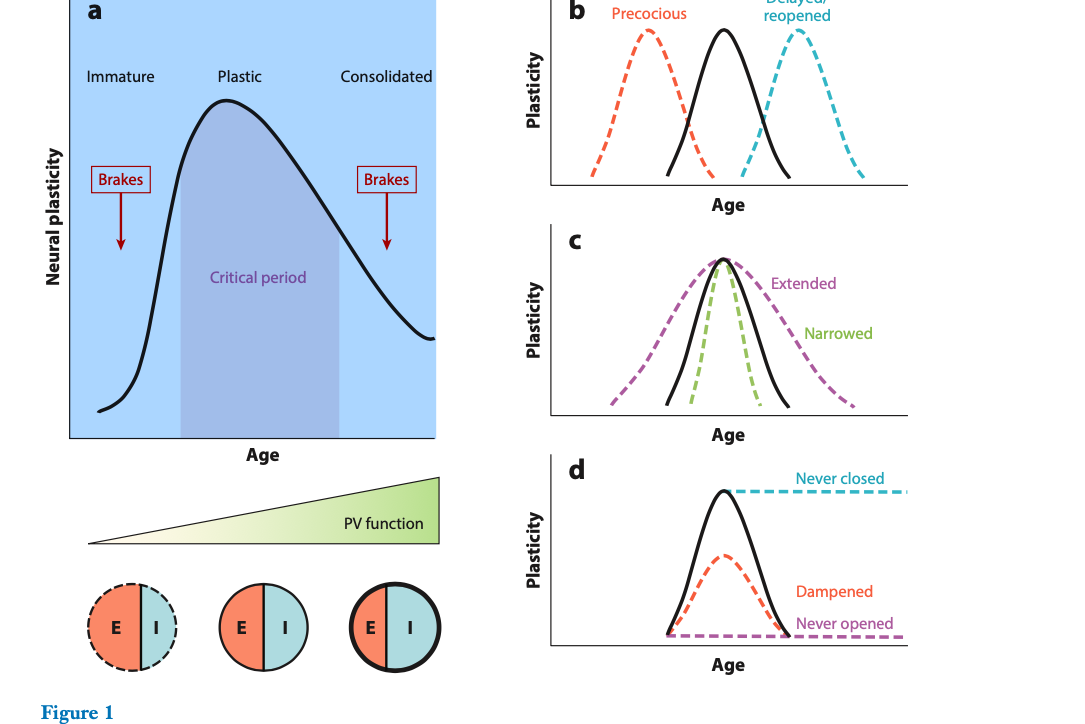 a
Immature
Plastic
Consolidated
Brakes
Brakes
Critical period
Neural plasticity
Age
PV function
E
I
E
I
E
I
b
Precocious
Delayed/
reopened
Plasticity
Age
c
Extended
Narrowed
Plasticity
Age
d
Never closed
Dampened
Never opened
Plasticity
Age
Figure 1